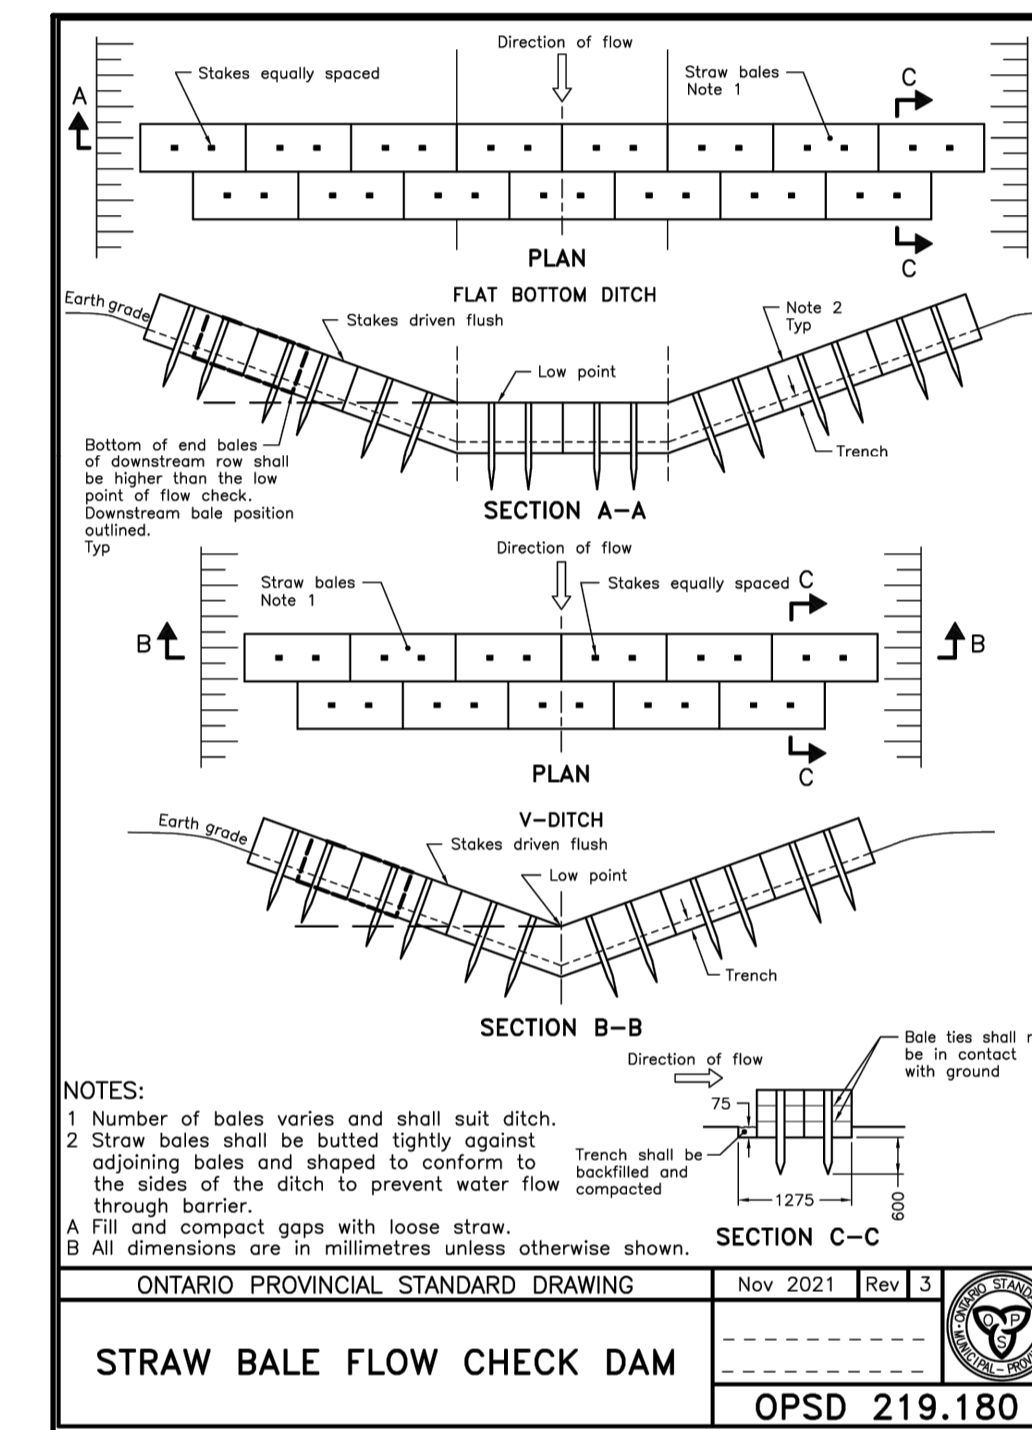 Direction of flow
Stakes equally spaced
Straw bales
Note 1
C
A
PLAN
C
FLAT BOTTOM DITCH
Earth grade
Stakes driven flush
Note 2
Typ
Low point
Bottom of end bales
of downstream row shall
be higher than the low
point of flow check.
Downstream bale position
outlined.
Typ
Trench
SECTION A-A
Direction of flow
Straw bales
Note 1
Stakes equally spaced
C
B
B
PLAN
C
V-DITCH
Earth grade
Stakes driven flush
Low point
Trench
SECTION B-B
Direction of flow
Bale ties shall
be in contact
with ground
75
Trench shall be
backfilled and
compacted
1275
600
SECTION C-C
NOTES:
1 Number of bales varies and shall suit ditch.
2 Straw bales shall be butted tightly against
adjoining bales and shaped to conform to
the sides of the ditch to prevent water flow
through barrier.
A Fill and compact gaps with loose straw.
B All dimensions are in millimetres unless otherwise shown.
ONTARIO PROVINCIAL STANDARD DRAWING
Nov 2021
Rev
3
STRAW BALE FLOW CHECK DAM
OPSD 219.180
O P S